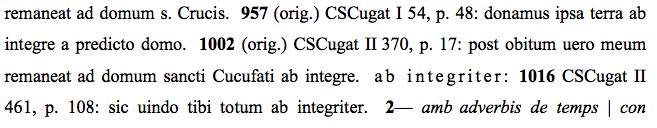 remaneat ad domum s. Crucis. 957 (orig.) CSCugat I 54, p. 48: donamus ipsa terra ab
integre a predicto domo. 1002 (orig.) CSCugat II 370, p. 17: post obitum uero meum
remaneat ad domum sancti Cucufati ab integre. ab integriter: 1016 CSCugat II
461, p. 108: sic uindo tibi totum ab integriter. 2— amb adverbis de temps | con